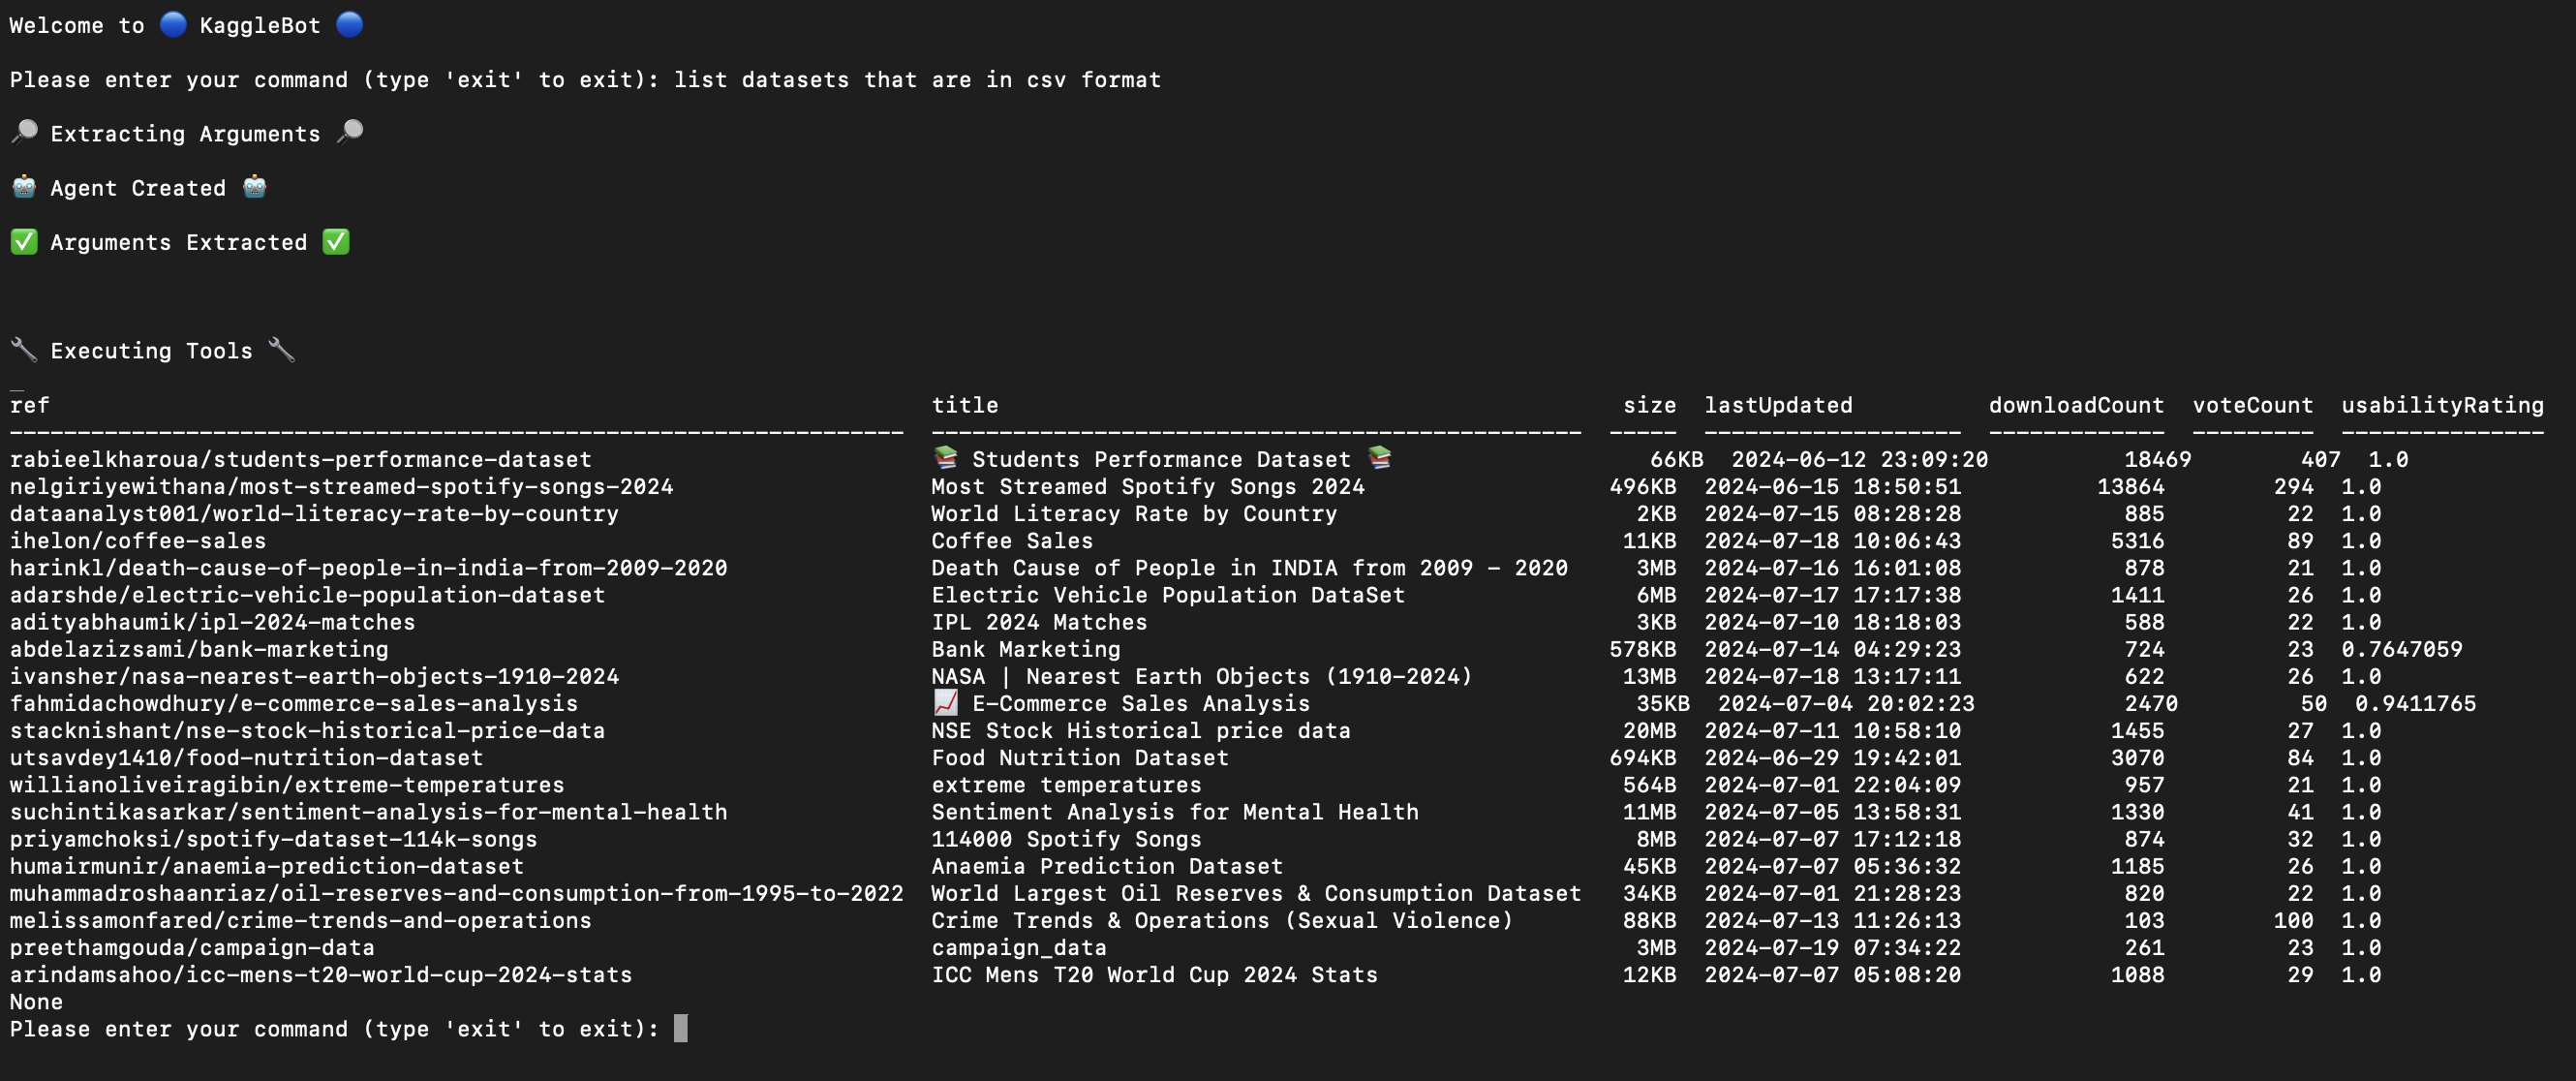 Welcome to 🔵 KaggleBot 🔵
Please enter your command (type 'exit' to exit): list datasets that are in csv format
🔎 Extracting Arguments 🔎
🤖 Agent Created 🤖
✅ Arguments Extracted ✅
🔧 Executing Tools 🔧
_
ref title size lastUpdated downloadCount voteCount usabilityRating
------------------------------------------------------------------ ------------------------------------------------ ----- ------------------- ------------- --------- ---------------
rabieelkharoua/students-performance-dataset 📚 Students Performance Dataset 📚 66KB 2024-06-12 23:09:20 18469 407 1.0
nelgiriyewithana/most-streamed-spotify-songs-2024 Most Streamed Spotify Songs 2024 496KB 2024-06-15 18:50:51 13864 294 1.0
dataanalyst001/world-literacy-rate-by-country World Literacy Rate by Country 2KB 2024-07-15 08:28:28 885 22 1.0
ihelon/coffee-sales Coffee Sales 11KB 2024-07-18 10:06:43 5316 89 1.0
harinkl/death-cause-of-people-in-india-from-2009-2020 Death Cause of People in INDIA from 2009 - 2020 3MB 2024-07-16 16:01:08 878 21 1.0
adarshde/electric-vehicle-population-dataset Electric Vehicle Population DataSet 6MB 2024-07-17 17:17:38 1411 26 1.0
adityabhaumik/ipl-2024-matches IPL 2024 Matches 3KB 2024-07-10 18:18:03 588 22 1.0
abdelazizsami/bank-marketing Bank Marketing 578KB 2024-07-14 04:29:23 724 23 0.7647059
ivansher/nasa-nearest-earth-objects-1910-2024 NASA | Nearest Earth Objects (1910-2024) 13MB 2024-07-18 13:17:11 622 26 1.0
fahmidachowdhury/e-commerce-sales-analysis 📈 E-Commerce Sales Analysis 35KB 2024-07-04 20:02:23 2470 50 0.9411765
stacknishant/nse-stock-historical-price-data NSE Stock Historical price data 20MB 2024-07-11 10:58:10 1455 27 1.0
utsavdey1410/food-nutrition-dataset Food Nutrition Dataset 694KB 2024-06-29 19:42:01 3070 84 1.0
willianoliveiragibin/extreme-temperatures extreme temperatures 564B 2024-07-01 22:04:09 957 21 1.0
suchintikasarkar/sentiment-analysis-for-mental-health Sentiment Analysis for Mental Health 11MB 2024-07-05 13:58:31 1330 41 1.0
priyamchoksi/spotify-dataset-114k-songs 114000 Spotify Songs 8MB 2024-07-07 17:12:18 874 32 1.0
humairmunir/anaemia-prediction-dataset Anaemia Prediction Dataset 45KB 2024-07-07 05:36:32 1185 26 1.0
muhammadroshaanriaz/oil-reserves-and-consumption-from-1995-to-2022 World Largest Oil Reserves & Consumption Dataset 34KB 2024-07-01 21:28:23 820 22 1.0
melissamonfared/crime-trends-and-operations Crime Trends & Operations (Sexual Violence) 88KB 2024-07-13 11:26:13 103 100 1.0
preethamgouda/campaign-data campaign_data 3MB 2024-07-19 07:34:22 261 23 1.0
arindamsahoo/icc-mens-t20-world-cup-2024-stats ICC Mens T20 World Cup 2024 Stats 12KB 2024-07-07 05:08:20 1088 29 1.0
None
Please enter your command (type 'exit' to exit):